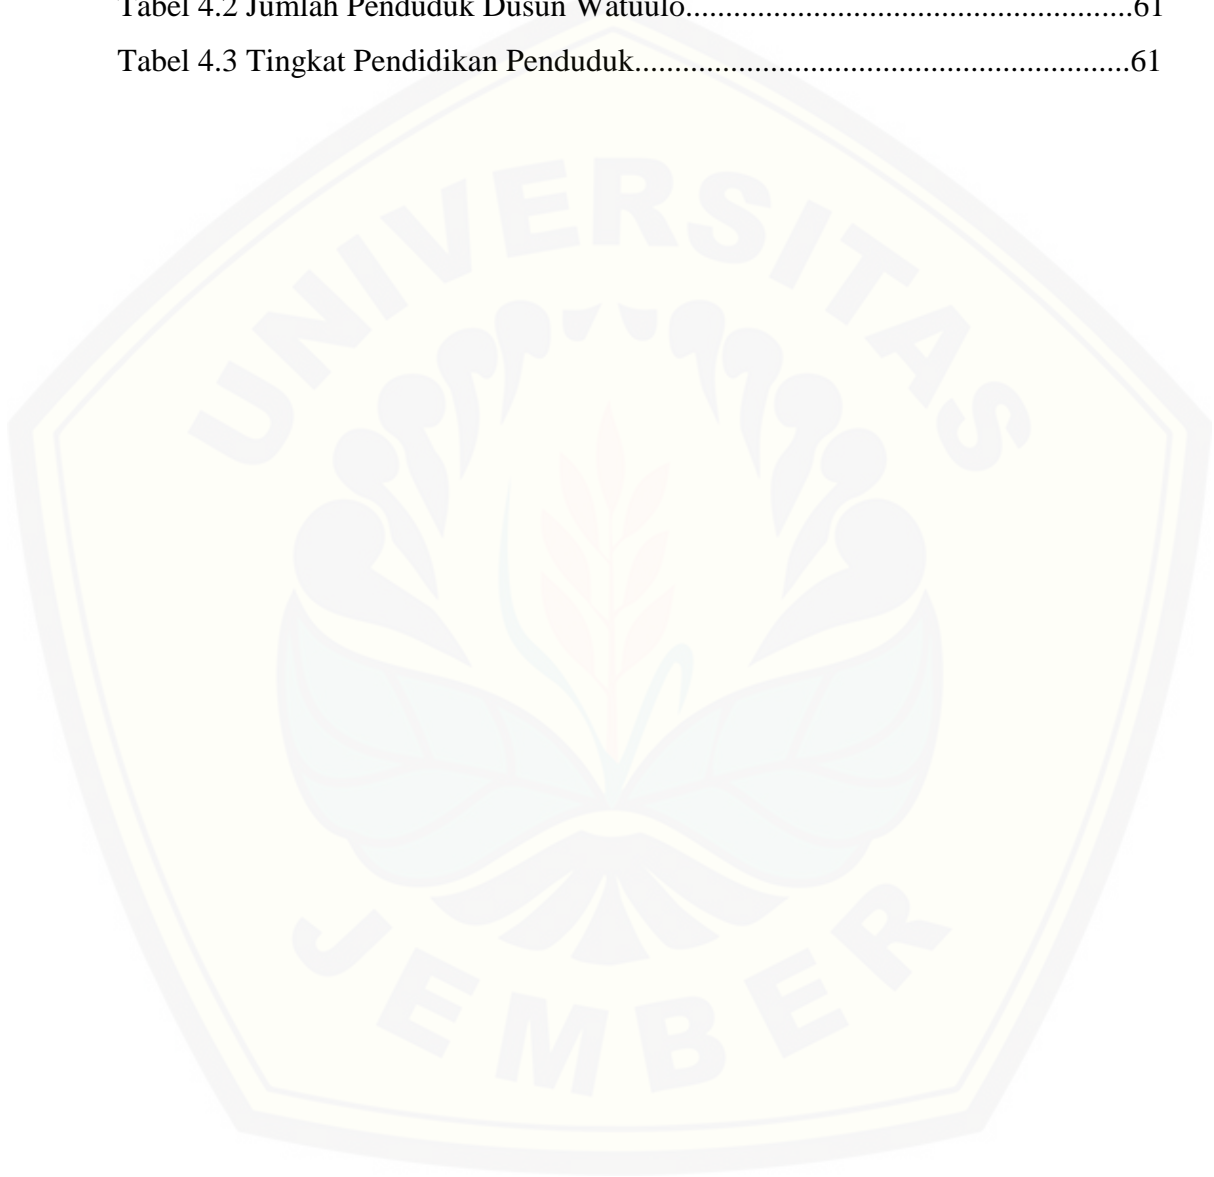 Tabel 4.2 Jumlah Penduduk Dusun Watuulo........................................................61
Tabel 4.3 Tingkat Pendidikan Penduduk..............................................................61
UNIVERSITAS
JEMBER